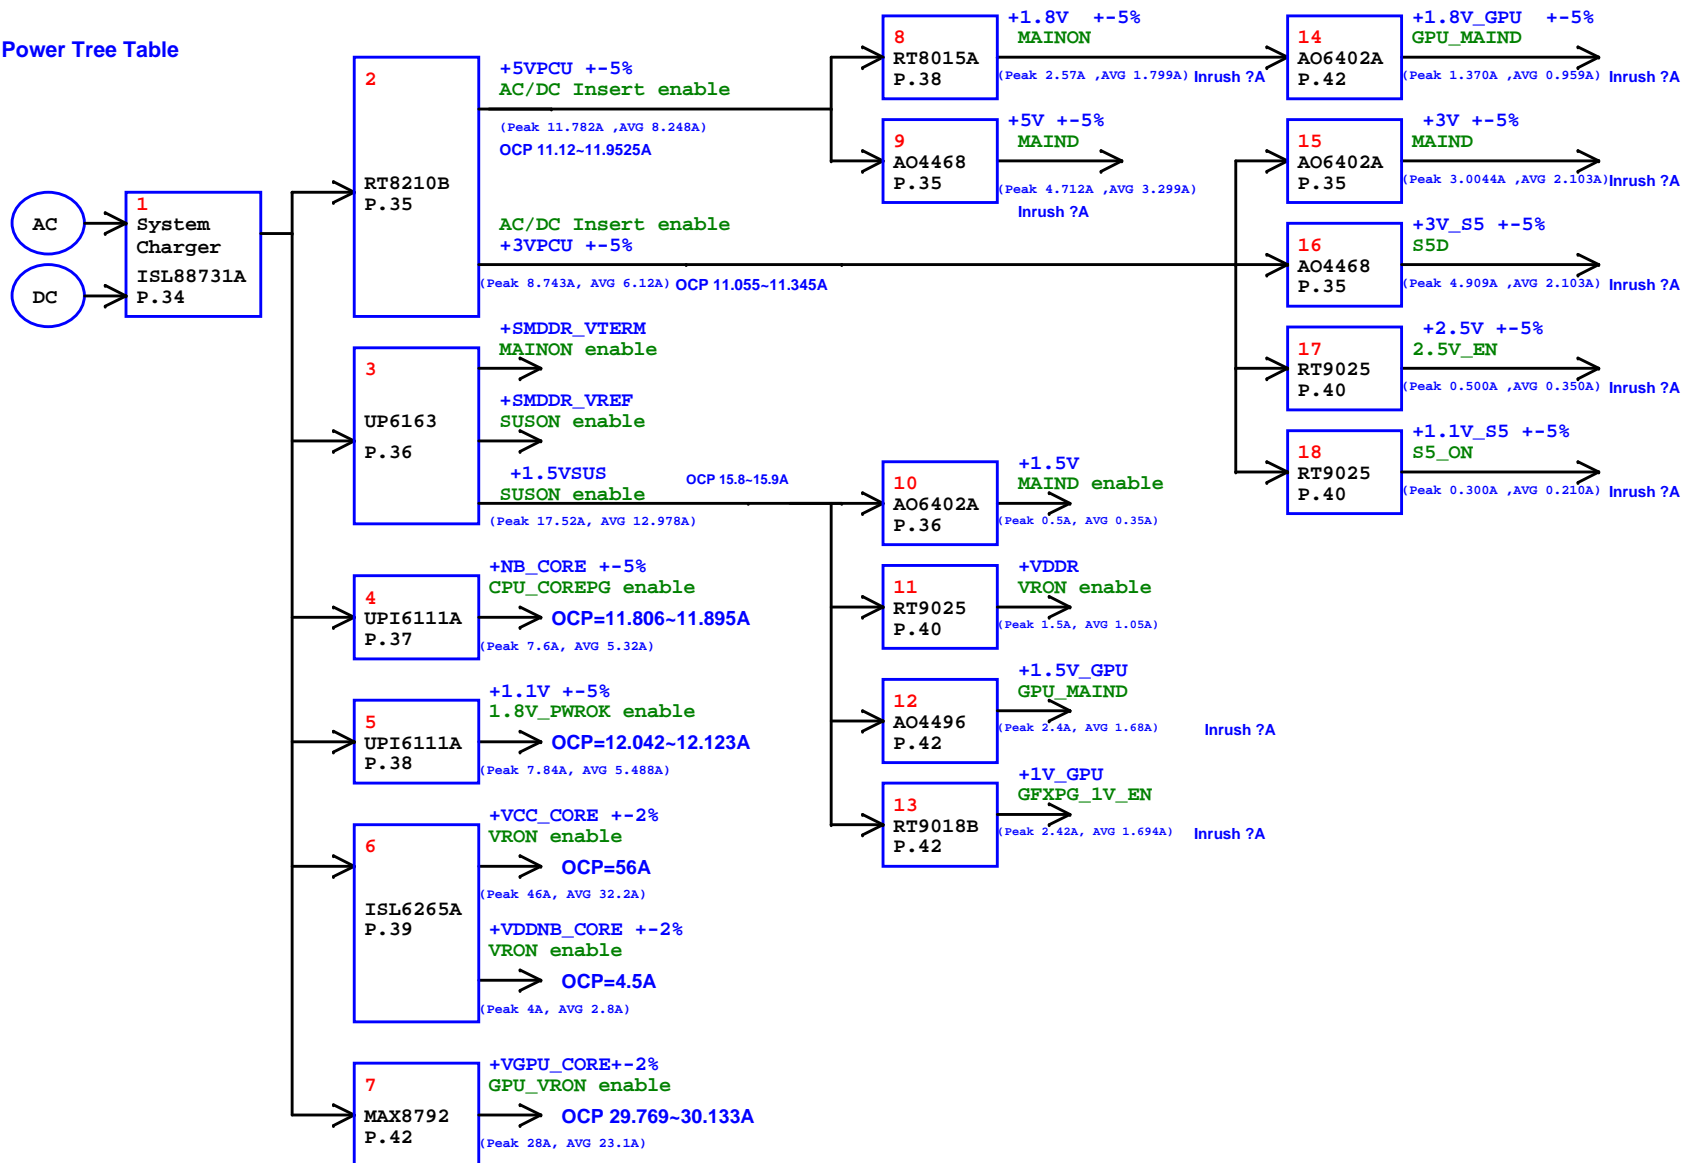 Power Tree Table
AC
DC
1
System
Charger
ISL88731A
P.34
2
RT8210B
P.35
+5VPCU +-5%
AC/DC Insert enable
(Peak 11.782A ,AVG 8.248A)
OCP 11.12~11.9525A
AC/DC Insert enable
+3VPCU +-5%
(Peak 8.743A, AVG 6.12A) OCP 11.055~11.345A
3
UP6163
P.36
+SMDDR_VTERM
MAINON enable
+SMDDR_VREF
SUSON enable
+1.5VSUS
SUSON enable
(Peak 17.52A, AVG 12.978A)
OCP 15.8~15.9A
4
UPI6111A
P.37
+NB_CORE +-5%
CPU_COREPG enable
OCP=11.806~11.895A
(Peak 7.6A, AVG 5.32A)
5
UPI6111A
P.38
+1.1V +-5%
1.8V_PWROK enable
OCP=12.042~12.123A
(Peak 7.84A, AVG 5.488A)
6
ISL6265A
P.39
+VCC_CORE +-2%
VRON enable
OCP=56A
(Peak 46A, AVG 32.2A)
+VDDNB_CORE +-2%
VRON enable
OCP=4.5A
(Peak 4A, AVG 2.8A)
7
MAX8792
P.42
+VGPU_CORE+-2%
GPU_VRON enable
OCP 29.769~30.133A
(Peak 28A, AVG 23.1A)
8
RT8015A
P.38
+1.8V +-5%
MAINON
(Peak 2.57A ,AVG 1.799A) Inrush ?A
9
AO4468
P.35
+5V +-5%
MAIND
(Peak 4.712A ,AVG 3.299A)
Inrush ?A
10
AO6402A
P.36
+1.5V
MAIND enable
(Peak 0.5A, AVG 0.35A)
11
RT9025
P.40
+VDDR
VRON enable
(Peak 1.5A, AVG 1.05A)
12
AO4496
P.42
+1.5V_GPU
GPU_MAIND
(Peak 2.4A, AVG 1.68A) Inrush ?A
13
RT9018B
P.42
+1V_GPU
GFXPG_1V_EN
(Peak 2.42A, AVG 1.694A) Inrush ?A
14
AO6402A
P.42
+1.8V_GPU +-5%
GPU_MAIND
(Peak 1.370A ,AVG 0.959A) Inrush ?A
15
AO6402A
P.35
+3V +-5%
MAIND
(Peak 3.0044A ,AVG 2.103A) Inrush ?A
16
AO4468
P.35
+3V_S5 +-5%
S5D
(Peak 4.909A ,AVG 2.103A) Inrush ?A
17
RT9025
P.40
+2.5V +-5%
2.5V_EN
(Peak 0.500A ,AVG 0.350A) Inrush ?A
18
RT9025
P.40
+1.1V_S5 +-5%
S5_ON
(Peak 0.300A ,AVG 0.210A) Inrush ?A